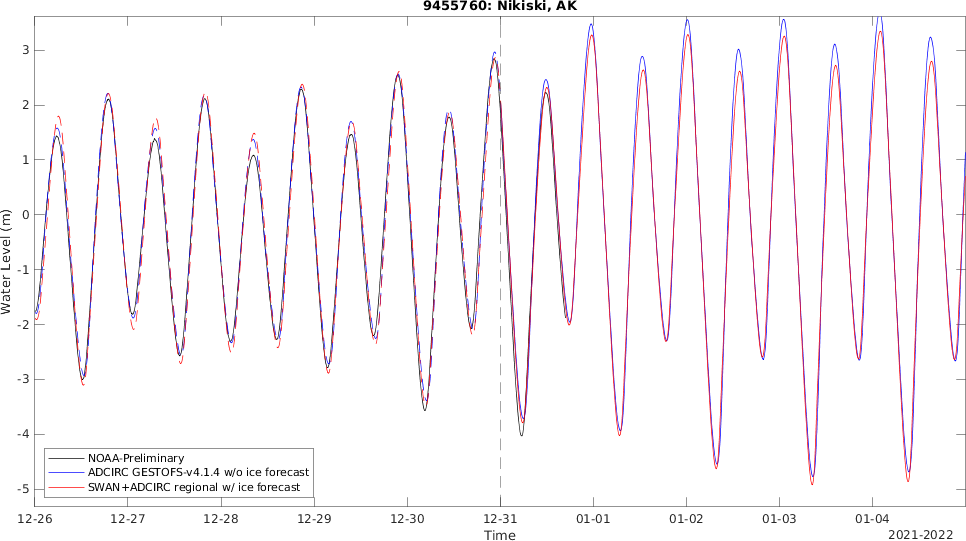 9455760: Nikiski, AK
Water Level (m)
3
2
1
0
-1
-2
-3
-4
-5
NOAA-Preliminary
ADCIRC GESTOFS-v4.1.4 w/o ice forecast
SWAN+ADCIRC regional w/ ice forecast
12-26 12-27 12-28 12-29 12-30 12-31 01-01 01-02 01-03 01-04
Time
2021-2022